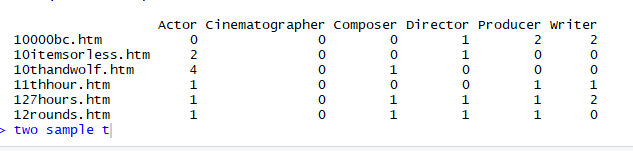 Actor Cinematographer Composer Director Producer Writer
10000bc.htm 0 0 0 1 2 2
10itemsorless.htm 2 0 0 1 0 0
10thandwolf.htm 4 0 1 0 0 0
11thhour.htm 1 0 0 0 1 1
127hours.htm 1 0 1 1 1 2
12rounds.htm 1 0 1 1 1 0
> two sample t